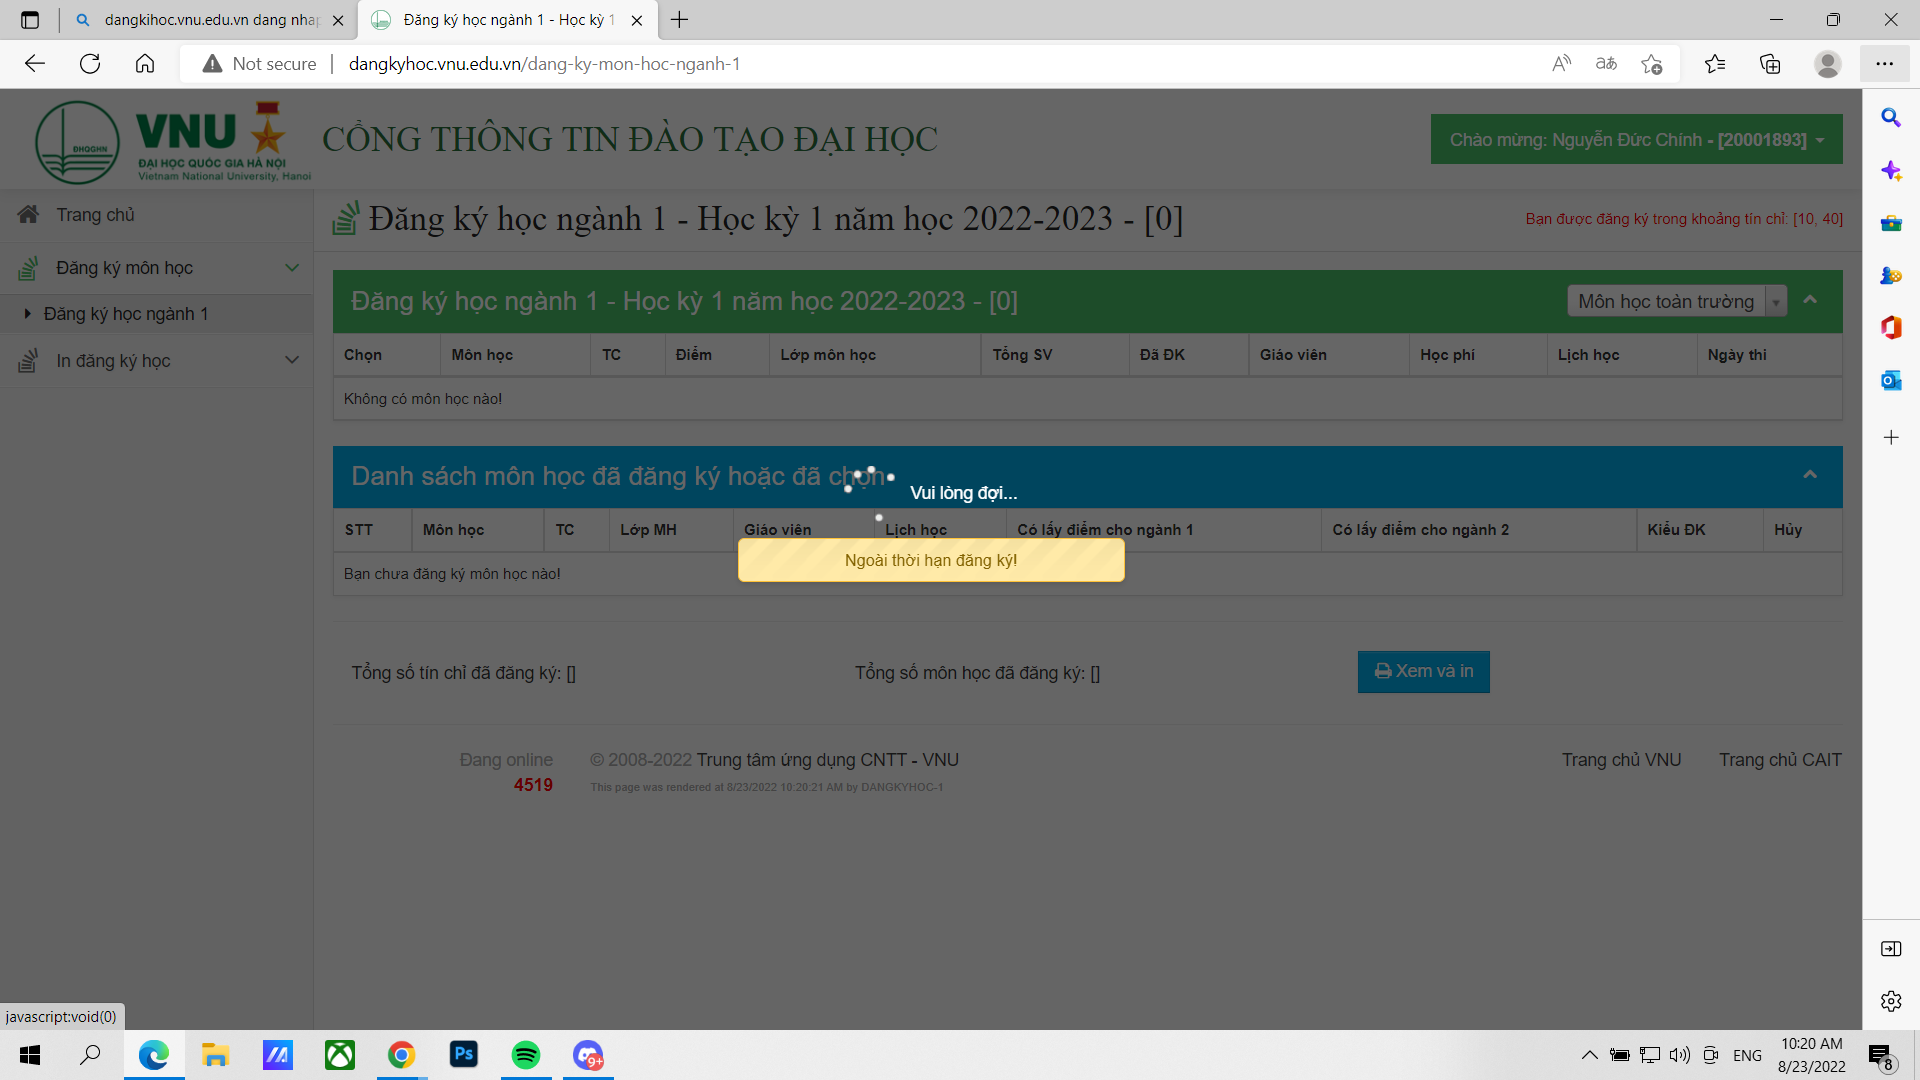 dangkihoc.vnu.edu.vn dang nhap
Đăng ký học ngành 1 - Học kỳ 1
Not secure
dangkyhoc.vnu.edu.vn/dang-ky-mon-hoc-nganh-1
ĐHQGHN
VNU
ĐẠI HỌC QUỐC GIA HÀ NỘI
Vietnam National University, Hanoi
CỔNG THÔNG TIN ĐÀO TẠO ĐẠI HỌC
Chào mừng: Nguyễn Đức Chính - [20001893]
Trang chủ
Đăng ký môn học
Đăng ký học ngành 1
In đăng ký học
Đăng ký học ngành 1 - Học kỳ 1 năm học 2022-2023 - [0]
Bạn được đăng ký trong khoảng tín chỉ: [10, 40]
Đăng ký học ngành 1 - Học kỳ 1 năm học 2022-2023 - [0]
Môn học toàn trường
Chọn Môn học TC Điểm Lớp môn học Tổng SV Đã ĐK Giáo viên Học phí Lịch học Ngày thi
Không có môn học nào!
Danh sách môn học đã đăng ký hoặc đã chọn
Vui lòng đợi...
STT Môn học TC Lớp MH Giáo viên Lịch học Có lấy điểm cho ngành 1 Có lấy điểm cho ngành 2 Kiểu ĐK Hủy
Ngoài thời hạn đăng ký!
Bạn chưa đăng ký môn học nào!
Tổng số tín chỉ đã đăng ký: []
Tổng số môn học đã đăng ký: []
Xem và in
Đang online
4519
© 2008-2022 Trung tâm ứng dụng CNTT - VNU
This page was rendered at 8/23/2022 10:20:21 AM by DANGKYHOC-1
Trang chủ VNU
Trang chủ CAIT
javascript:void(0)
Ps
9+
ENG
10:20 AM
8/23/2022
8